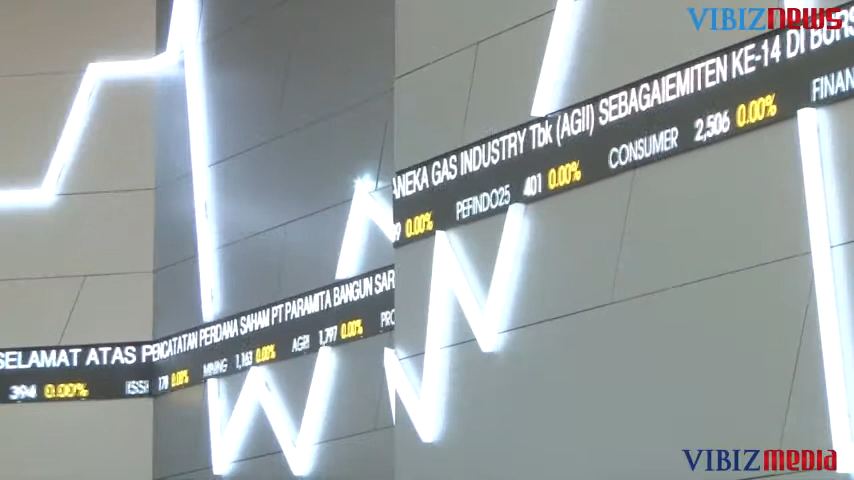 VIBIZNEWS
SELAMAT ATAS PENCATATAN PERDANA SAHAM PT PARAMITA BANGUN SAR
394 0.00% ISSI 178 0.00% MINING 1,163 0.00% AGRI 1,797 0.00%
ANEKA GAS INDUSTRY Tbk (AGII) SEBAGAIEMITEN KE-14 DI BURS
0.00% PEFINDO25 401 0.00% CONSUMER 2,506 0.00% FINAN
VIBIZMEDIA